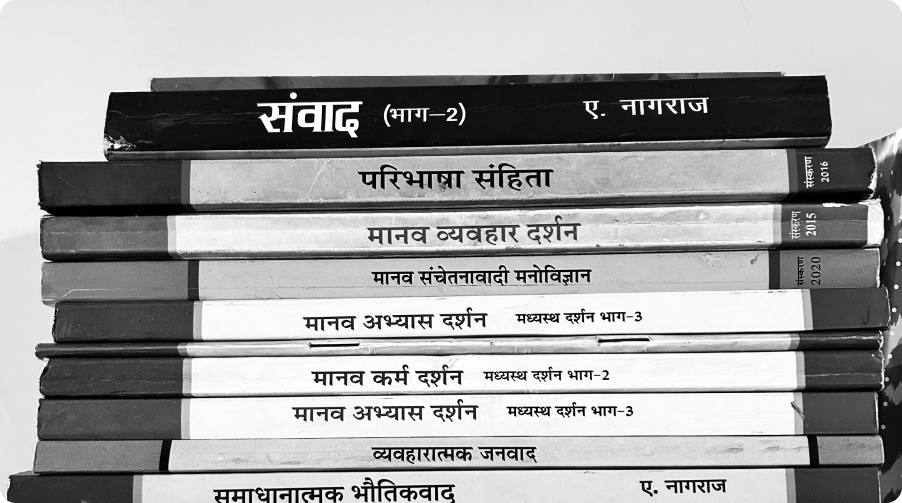 संवाद (भाग–2) ए. नागराज
परिभाषा संहिता संस्करण 2016
मानव व्यवहार दर्शन संस्करण 2015
मानव संचेतनावादी मनोविज्ञान संस्करण 2020
मानव अभ्यास दर्शन मध्यस्थ दर्शन भाग–3
मानव कर्म दर्शन मध्यस्थ दर्शन भाग–2
मानव अभ्यास दर्शन मध्यस्थ दर्शन भाग–3
व्यवहारात्मक जनवाद
समाधानात्मक भौतिकवाद ए. नागराज